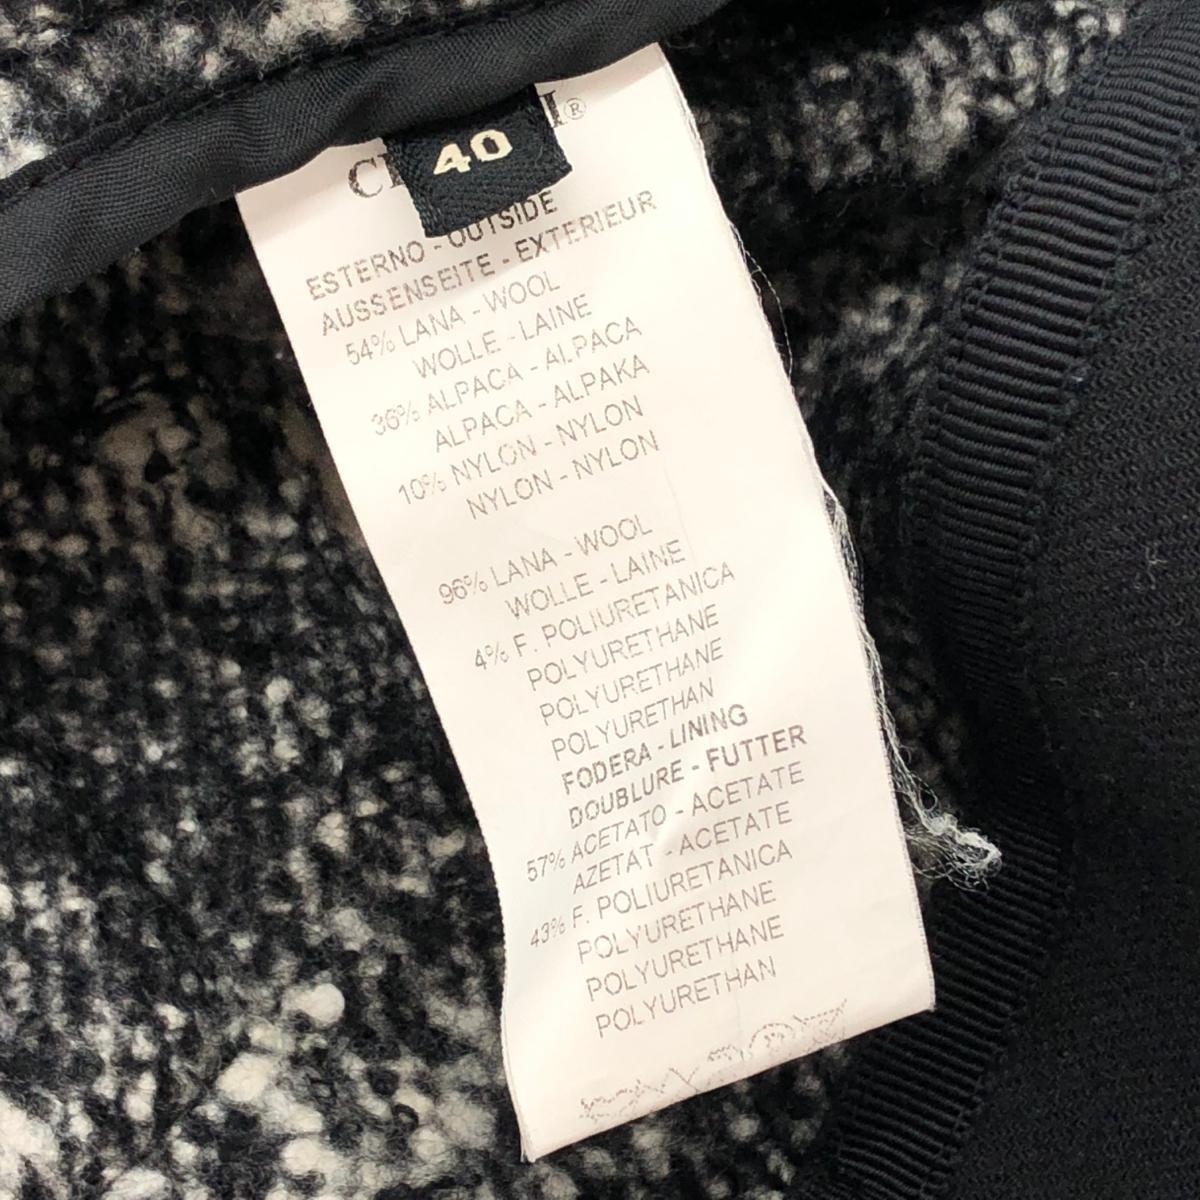 40
ESTERNO - OUTSIDE
AUSSENSEITE - EXTERIEUR
54% LANA - WOOL
WOLLE - LAINE
36% ALPACA - ALPACA
ALPACA - ALPAKA
10% NYLON - NYLON
NYLON - NYLON
96% LANA - WOOL
WOLLE - LAINE
4% F. POLIURETANICA
POLYURETHANE
POLYURETHANE
POLYURETHAN
FODERA - LINING
DOUBLURE - FUTTER
57% ACETATO - ACETATE
AZETAT - ACETATE
43% F. POLIURETANICA
POLYURETHANE
POLYURETHANE
POLYURETHAN